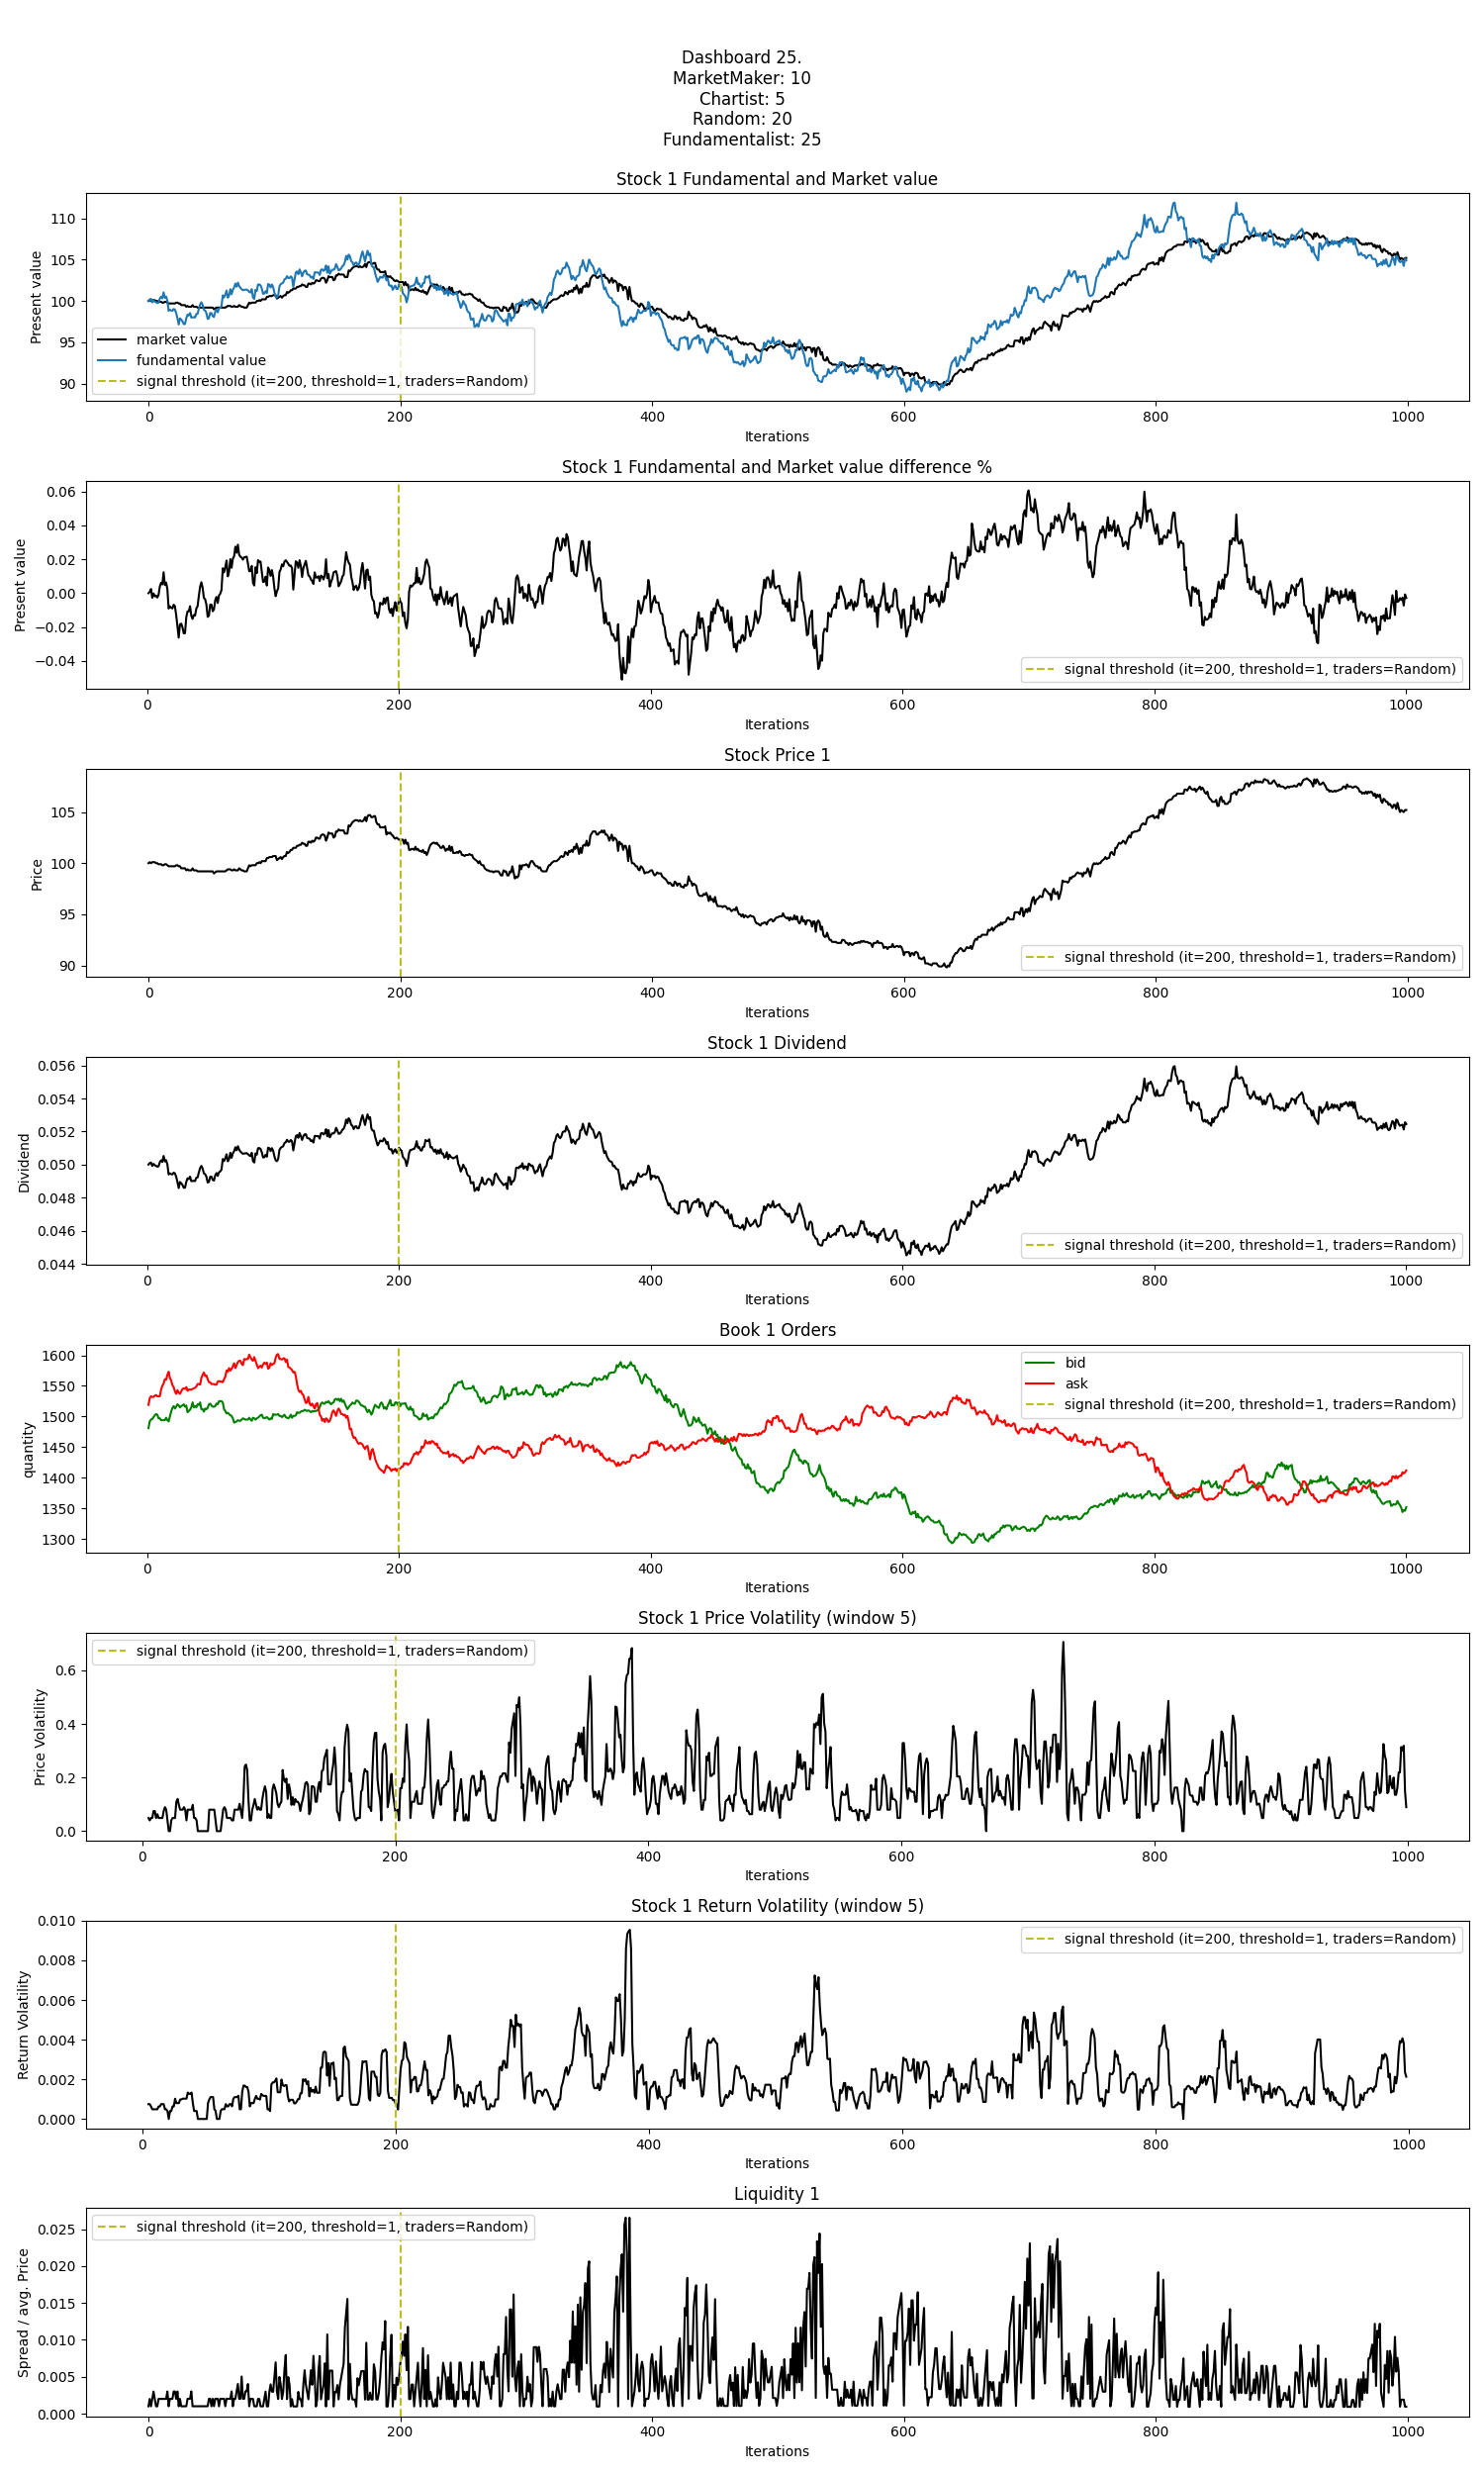 Dashboard 25.
MarketMaker: 10
Chartist: 5
Random: 20
Fundamentalist: 25
Stock 1 Fundamental and Market value
Present value
110
105
100
95
90
market value
fundamental value
signal threshold (it=200, threshold=1, traders=Random)
0 200 400 600 800 1000
Iterations
Stock 1 Fundamental and Market value difference %
Present value
0.06
0.04
0.02
0.00
−0.02
−0.04
signal threshold (it=200, threshold=1, traders=Random)
0 200 400 600 800 1000
Iterations
Stock Price 1
Price
105
100
95
90
signal threshold (it=200, threshold=1, traders=Random)
0 200 400 600 800 1000
Iterations
Stock 1 Dividend
Dividend
0.056
0.054
0.052
0.050
0.048
0.046
0.044
signal threshold (it=200, threshold=1, traders=Random)
0 200 400 600 800 1000
Iterations
Book 1 Orders
quantity
1600
1550
1500
1450
1400
1350
1300
bid
ask
signal threshold (it=200, threshold=1, traders=Random)
0 200 400 600 800 1000
Iterations
Stock 1 Price Volatility (window 5)
Price Volatility
0.6
0.4
0.2
0.0
signal threshold (it=200, threshold=1, traders=Random)
0 200 400 600 800 1000
Iterations
Stock 1 Return Volatility (window 5)
Return Volatility
0.010
0.008
0.006
0.004
0.002
0.000
signal threshold (it=200, threshold=1, traders=Random)
0 200 400 600 800 1000
Iterations
Liquidity 1
Spread / avg. Price
0.025
0.020
0.015
0.010
0.005
0.000
signal threshold (it=200, threshold=1, traders=Random)
0 200 400 600 800 1000
Iterations